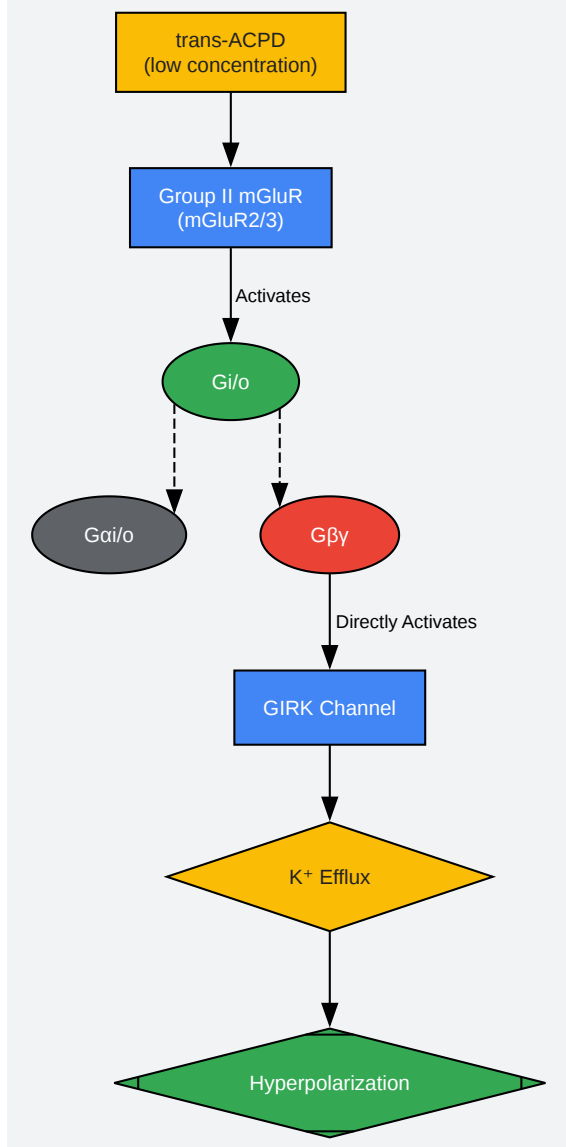 trans-ACPD
(low concentration)
Group II mGluR
(mGluR2/3)
Activates
Gi/o
Gαi/o
Gβγ
Directly Activates
GIRK Channel
K⁺ Efflux
Hyperpolarization